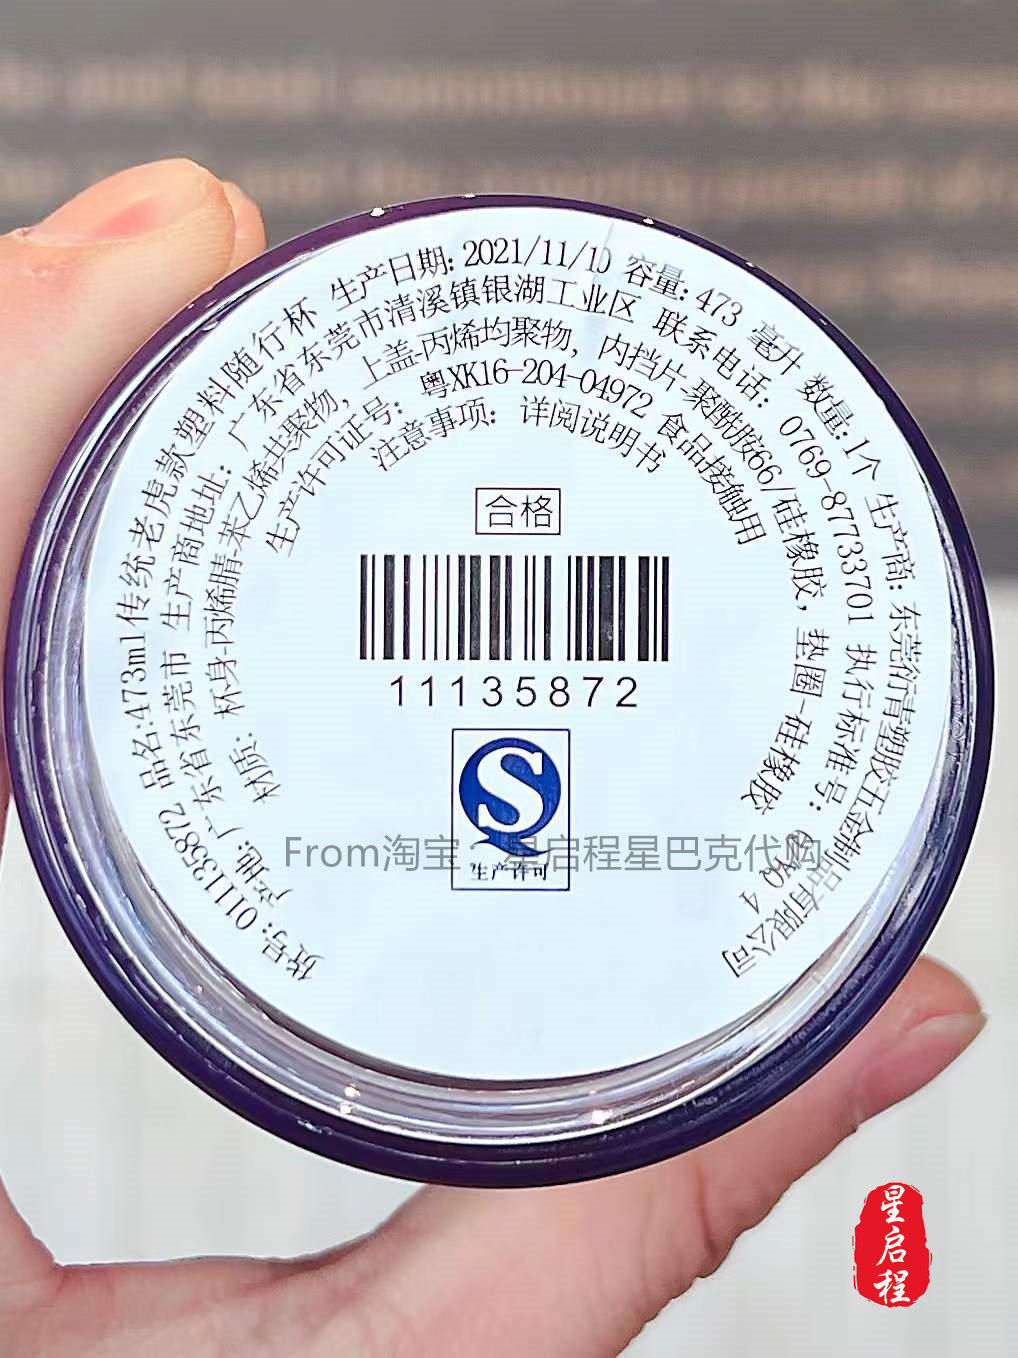 货号: 011135872 品名:473ml传统老虎款塑料随行杯 生产日期: 2021/11/10 容量: 473 毫升 数量: 1个 生产商: 东莞衍青塑胶五金制品有限公司
产地: 广东省东莞市 生产商地址: 广东省东莞市清溪镇银湖工业区 联系电话: 0769-87733701 执行标准号:
材质: 杯身-丙烯腈-苯乙烯共聚物, 上盖-丙烯均聚物, 内挡片-聚酰胺66/硅橡胶, 垫圈-硅橡胶
生产许可证号: 粤XK16-204-04972 食品接触用
注意事项: 详阅说明书
合格
11135872
S
生产许可
From淘宝:星启程星巴克代购
星启程